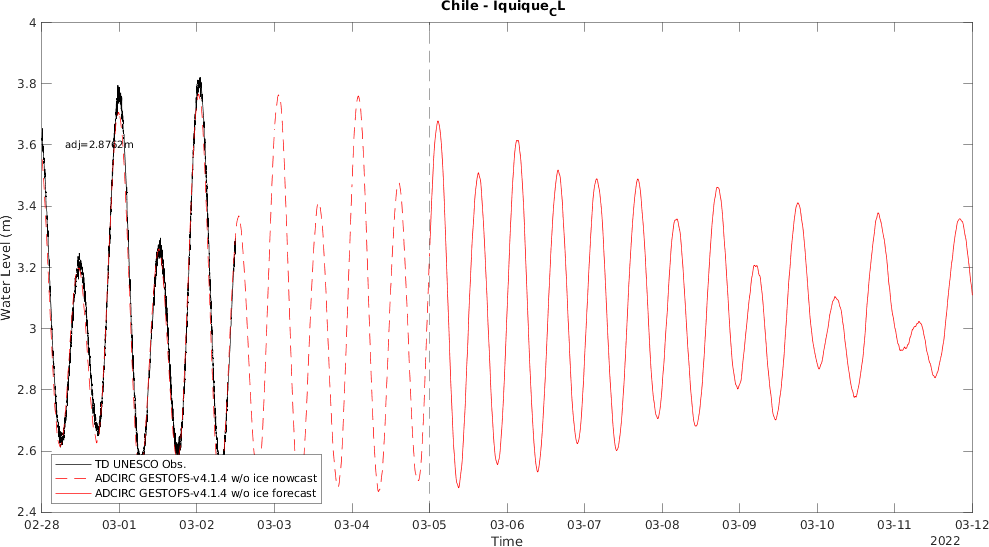 Chile - Iquique_CL
4
3.8
3.6
3.4
3.2
3
2.8
2.6
2.4
Water Level (m)
adj=2.8762m
TD UNESCO Obs.
ADCIRC GESTOFS-v4.1.4 w/o ice nowcast
ADCIRC GESTOFS-v4.1.4 w/o ice forecast
02-28 03-01 03-02 03-03 03-04 03-05 03-06 03-07 03-08 03-09 03-10 03-11 03-12
Time
2022